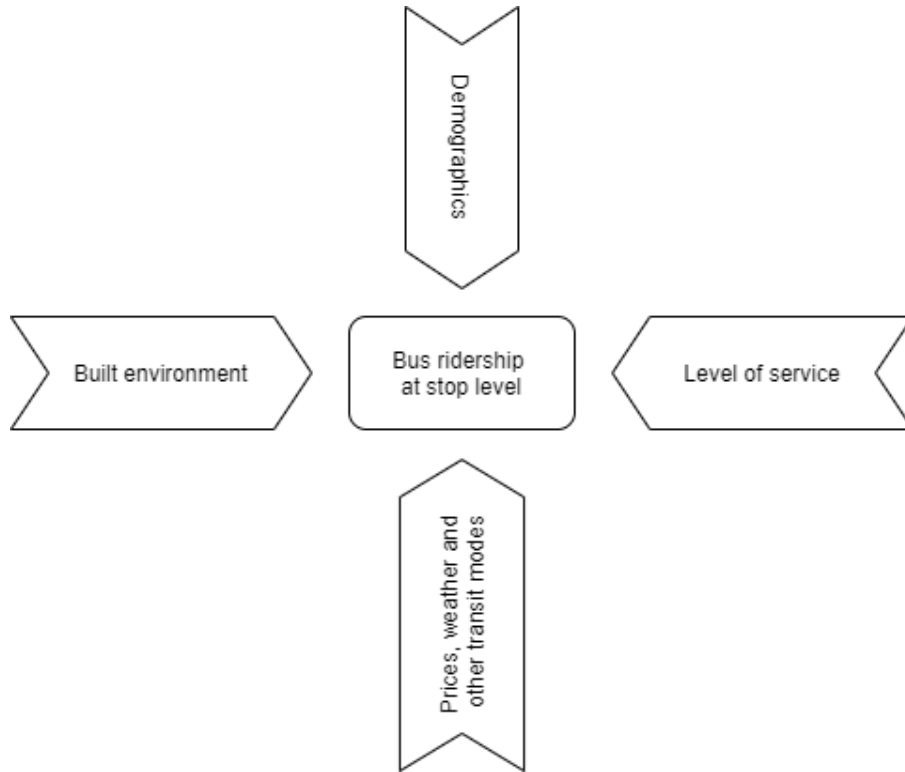 Demographics
Built environment
Bus ridership
at stop level
Level of service
Prices, weather and
other transit modes